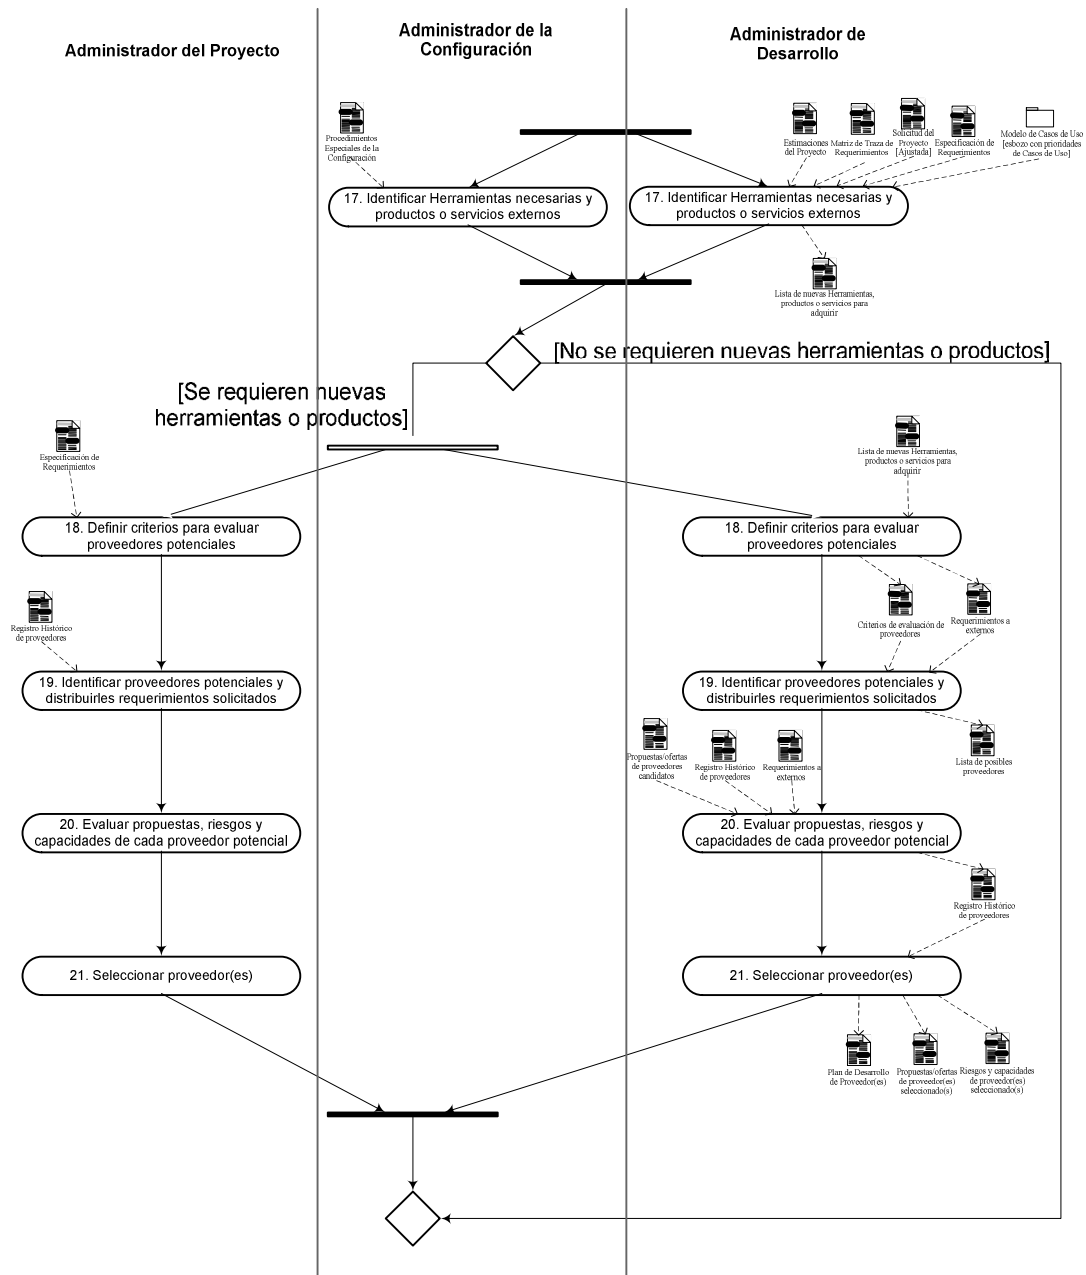 Administrador del Proyecto
Administrador de la
Configuración
Administrador de
Desarrollo
Procedimientos
Especiales de la
Configuración
Estimaciones
del Proyecto
Matriz de Traza de
Requerimientos
Solicitud del
Proyecto
[Ajustada]
Especificación de
Requerimientos
Modelo de Casos de Uso
[esbozo con prioridades
de Casos de Uso]
17. Identificar Herramientas necesarias y
productos o servicios externos
17. Identificar Herramientas necesarias y
productos o servicios externos
Lista de nuevas Herramientas,
productos o servicios para
adquirir
[No se requieren nuevas herramientas o productos]
[Se requieren nuevas
herramientas o productos]
Especificación de
Requerimientos
Lista de nuevas Herramientas,
productos o servicios para
adquirir
18. Definir criterios para evaluar
proveedores potenciales
18. Definir criterios para evaluar
proveedores potenciales
Registro Histórico
de proveedores
Criterios de evaluación de
proveedores
Requerimientos a
externos
19. Identificar proveedores potenciales y
distribuirles requerimientos solicitados
19. Identificar proveedores potenciales y
distribuirles requerimientos solicitados
Propuestas/ofertas
de proveedores
candidatos
Registro Histórico
de proveedores
Requerimientos a
externos
Lista de posibles
proveedores
20. Evaluar propuestas, riesgos y
capacidades de cada proveedor potencial
20. Evaluar propuestas, riesgos y
capacidades de cada proveedor potencial
Registro Histórico
de proveedores
21. Seleccionar proveedor(es)
21. Seleccionar proveedor(es)
Plan de Desarrollo
de Proveedor(es)
Propuestas/ofertas
de proveedor(es)
seleccionado(s)
Riesgos y capacidades
de proveedor(es)
seleccionado(s)